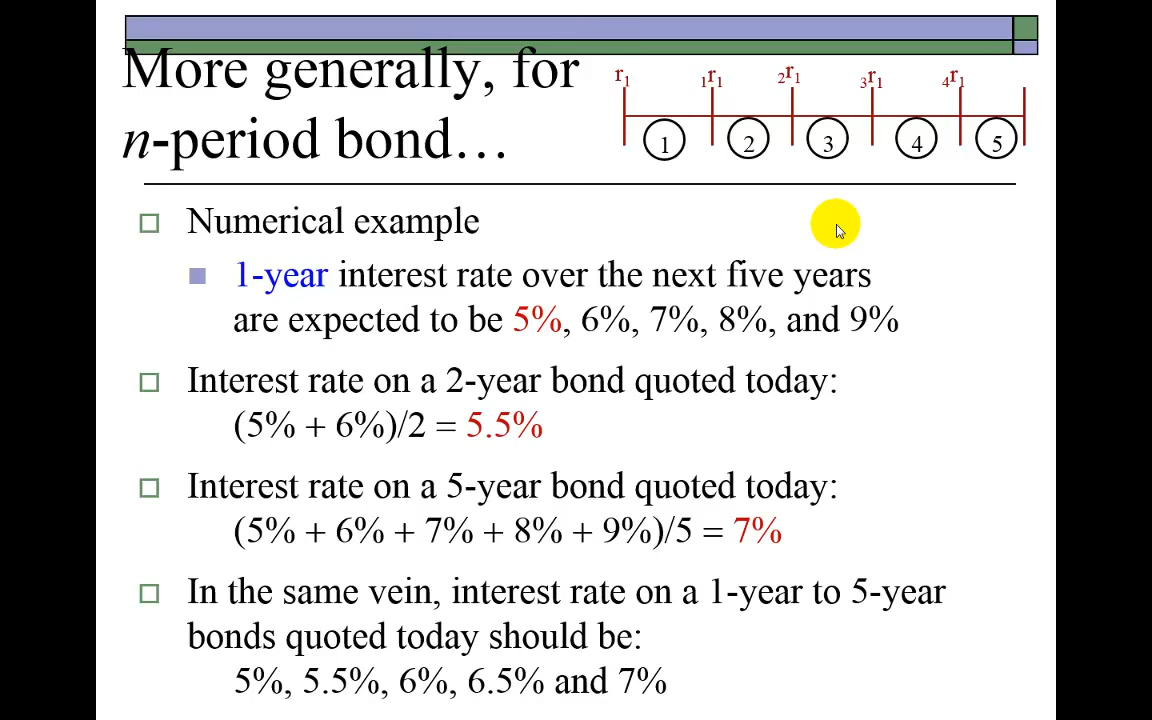 More generally, for
n-period bond…
r₁ ₁r₁ ₂r₁ ₃r₁ ₄r₁
1 2 3 4 5
Numerical example
1-year interest rate over the next five years
are expected to be 5%, 6%, 7%, 8%, and 9%
Interest rate on a 2-year bond quoted today:
(5% + 6%)/2 = 5.5%
Interest rate on a 5-year bond quoted today:
(5% + 6% + 7% + 8% + 9%)/5 = 7%
In the same vein, interest rate on a 1-year to 5-year
bonds quoted today should be:
5%, 5.5%, 6%, 6.5% and 7%